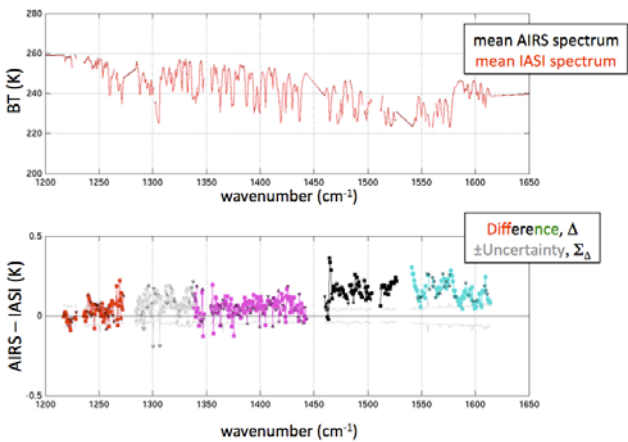 280
260
240
220
200
BT (K)
mean AIRS spectrum
mean IASI spectrum
1200 1250 1300 1350 1400 1450 1500 1550 1600 1650
wavenumber (cm⁻¹)
Difference, Δ
±Uncertainty, Σ_Δ
0.5
0
-0.5
AIRS – IASI (K)
1200 1250 1300 1350 1400 1450 1500 1550 1600 1650
wavenumber (cm⁻¹)